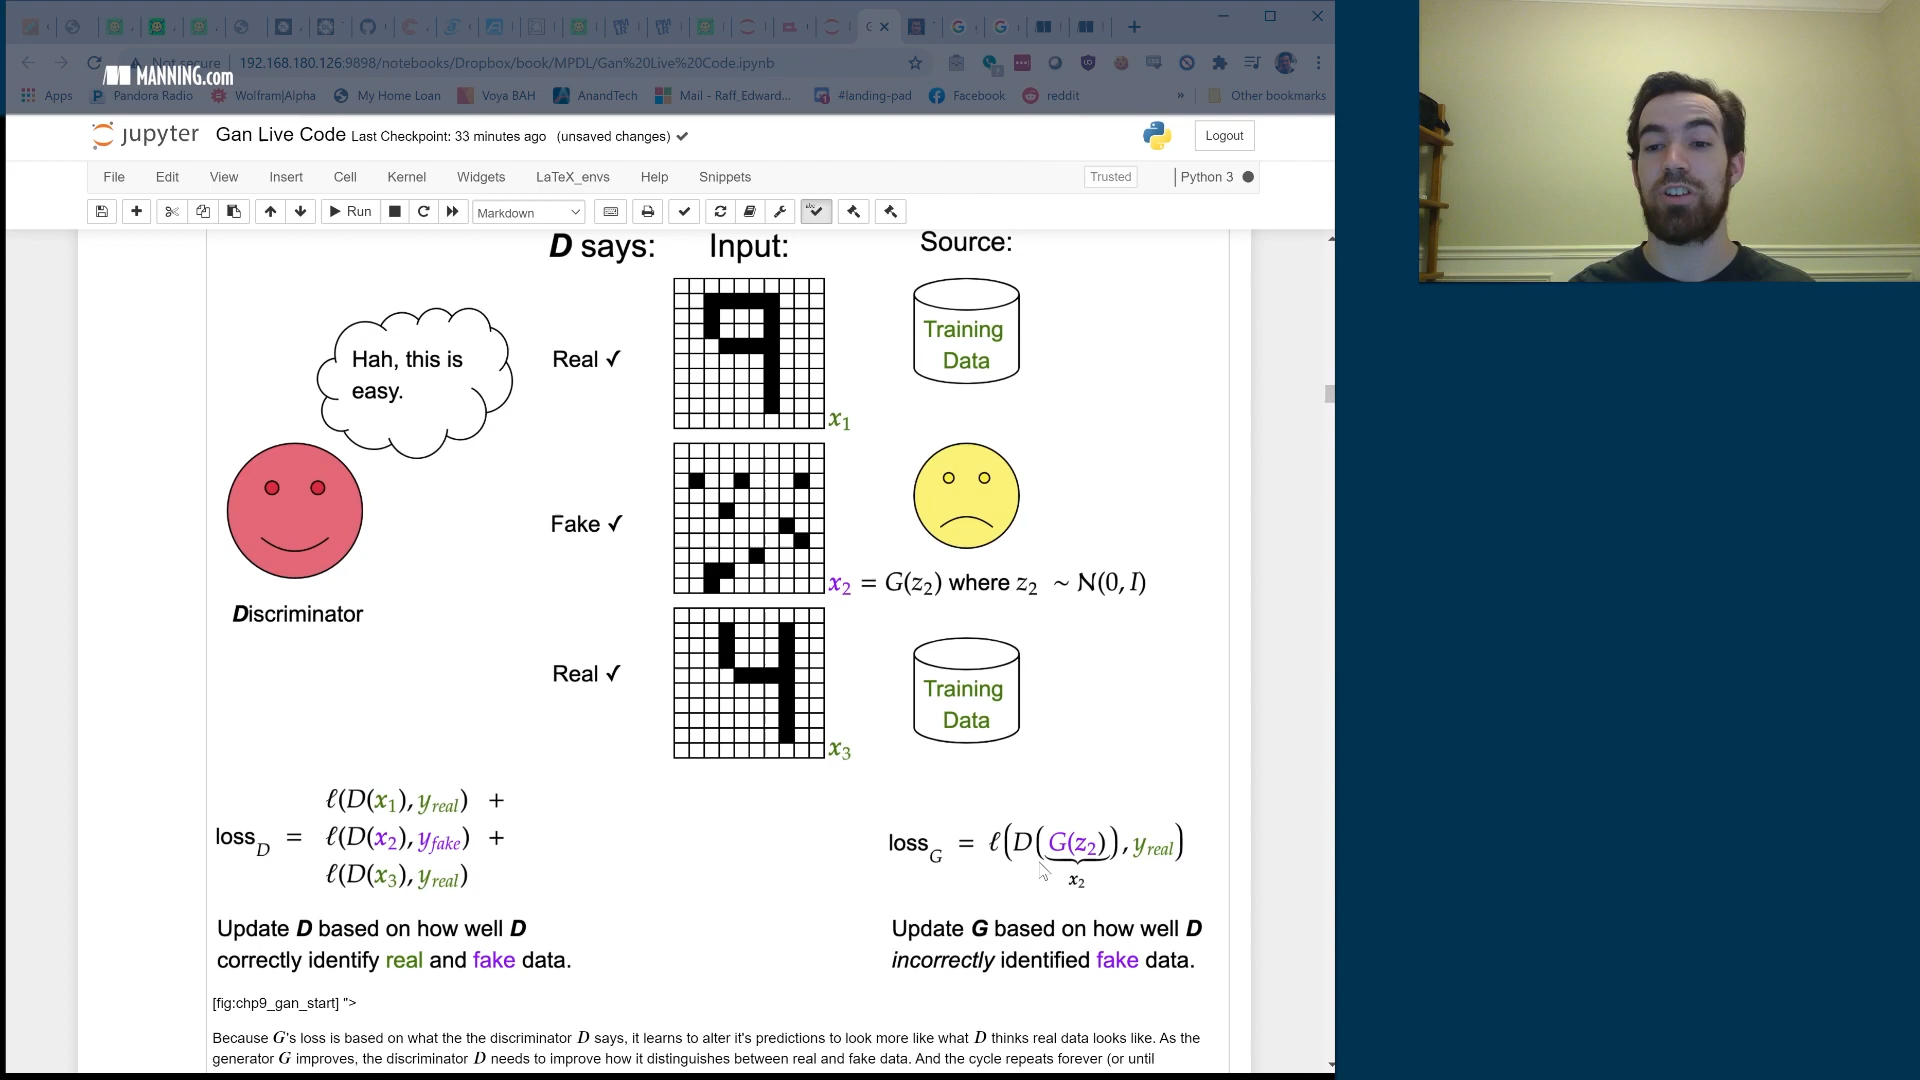 Not secure
192.168.180.126:9898/notebooks/Dropbox/book/MPDL/Gan%20Live%20Code.ipynb
MANNING.com
Apps
Pandora Radio
Wolfram|Alpha
My Home Loan
Voya BAH
AnandTech
Mail - Raff_Edward...
#landing-pad
Facebook
reddit
»
Other bookmarks
jupyter Gan Live Code Last Checkpoint: 33 minutes ago (unsaved changes)
Logout
File Edit View Insert Cell Kernel Widgets LaTeX_envs Help Snippets
Trusted
Python 3
Run
Markdown
D says: Input: Source:
Hah, this is
easy.
Real ✓
Training
Data
x₁
Fake ✓
x₂ = G(z₂) where z₂ ~ N(0, I)
Discriminator
Real ✓
Training
Data
x₃
ℓ(D(x₁), y_real) +
loss_D = ℓ(D(x₂), y_fake) +
ℓ(D(x₃), y_real)
loss_G = ℓ(D(G(z₂)), y_real)
x₂
Update D based on how well D
correctly identify real and fake data.
Update G based on how well D
incorrectly identified fake data.
[fig:chp9_gan_start] ">
Because G's loss is based on what the the discriminator D says, it learns to alter it's predictions to look more like what D thinks real data looks like. As the
generator G improves, the discriminator D needs to improve how it distinguishes between real and fake data. And the cycle repeats forever (or until